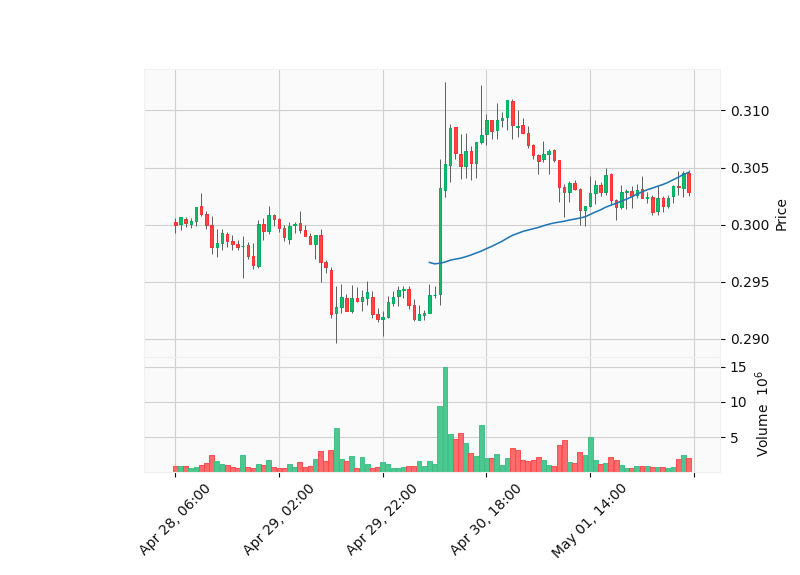 0.310
0.305
0.300
0.295
0.290
Price
15
10
5
Volume 10^6
Apr 28, 06:00
Apr 29, 02:00
Apr 29, 22:00
Apr 30, 18:00
May 01, 14:00